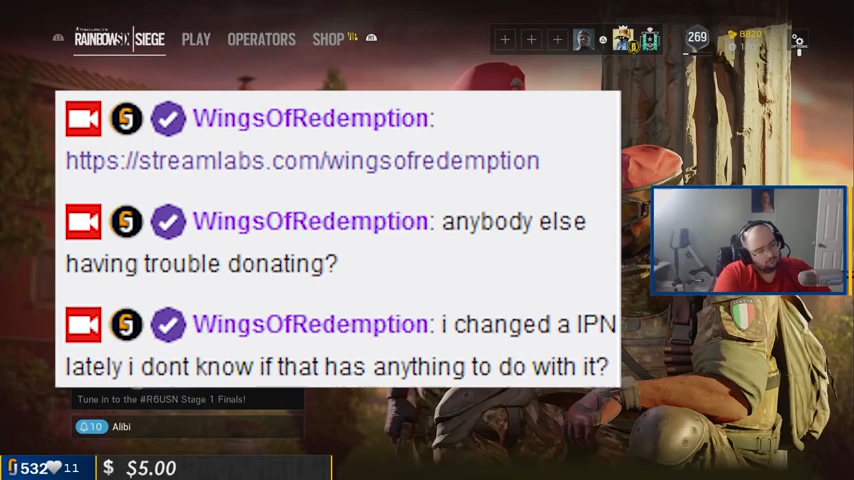 RAINBOWSIX | SIEGE PLAY OPERATORS SHOP 269 8920
WingsOfRedemption:
https://streamlabs.com/wingsofredemption
WingsOfRedemption: anybody else
having trouble donating?
WingsOfRedemption: i changed a IPN
lately i dont know if that has anything to do with it?
Tune in to the #R6USN Stage 1 Finals!
10 Alibi
532 11 $ $5.00